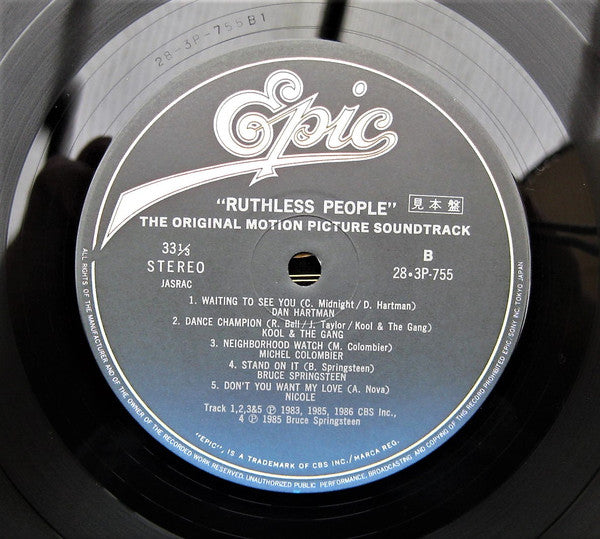 28-3P-755B1
Epic
"RUTHLESS PEOPLE" 見本盤
THE ORIGINAL MOTION PICTURE SOUNDTRACK
33⅓
STEREO
JASRAC
B
28•3P-755
1. WAITING TO SEE YOU (C. Midnight/D. Hartman)
DAN HARTMAN
2. DANCE CHAMPION (R. Bell/J. Taylor/Kool & The Gang)
KOOL & THE GANG
3. NEIGHBORHOOD WATCH (M. Colombier)
MICHEL COLOMBIER
4. STAND ON IT (B. Springsteen)
BRUCE SPRINGSTEEN
5. DON'T YOU WANT MY LOVE (A. Nova)
NICOLE
Track 1,2,3&5 Ⓟ 1983, 1985, 1986 CBS Inc.,
4 Ⓟ 1985 Bruce Springsteen
"EPIC", IS A TRADEMARK OF CBS INC./MARCA REG.
ALL RIGHTS OF THE MANUFACTURER AND OF THE OWNER OF THE RECORDED WORK RESERVED. UNAUTHORIZED PUBLIC PERFORMANCE, BROADCASTING AND COPYING OF THIS RECORD PROHIBITED EPIC, SONY INC. TOKYO JAPAN